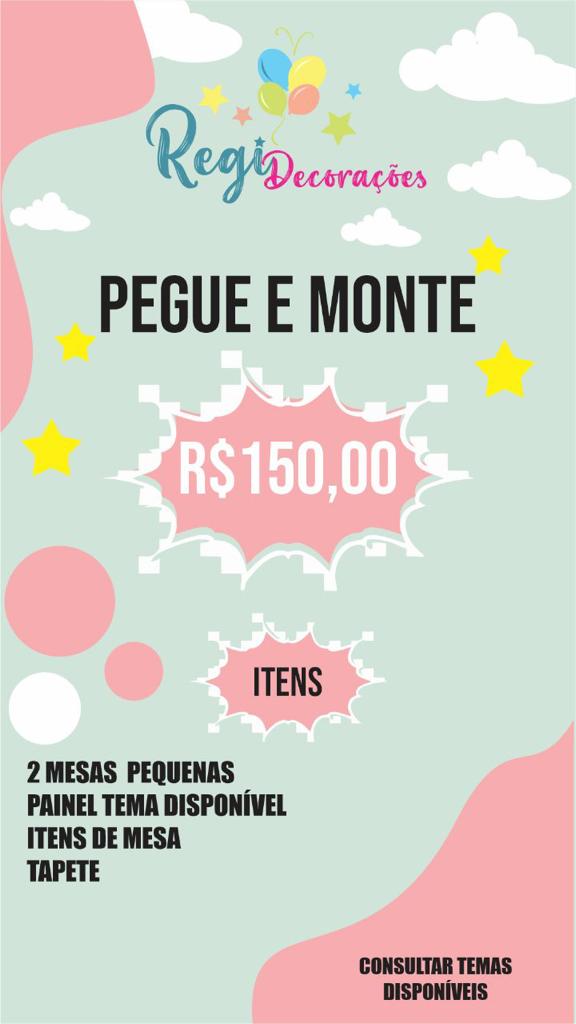 Regi Decorações
PEGUE E MONTE
R$150,00
ITENS
2 MESAS PEQUENAS
PAINEL TEMA DISPONÍVEL
ITENS DE MESA
TAPETE
CONSULTAR TEMAS
DISPONÍVEIS